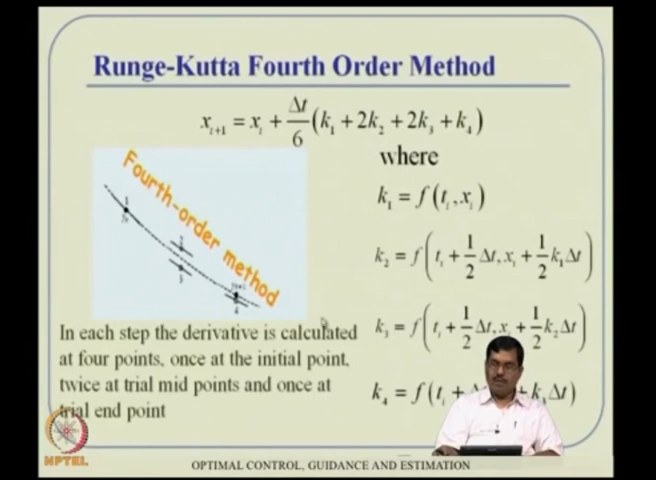 Runge-Kutta Fourth Order Method
x_{i+1} = x_i + Δt/6 (k_1 + 2k_2 + 2k_3 + k_4)
where
k_1 = f(t_i, x_i)
k_2 = f(t_i + 1/2 Δt, x_i + 1/2 k_1 Δt)
k_3 = f(t_i + 1/2 Δt, x_i + 1/2 k_2 Δt)
k_4 = f(t_i + k_3 Δt)
Fourth-order method
1
2
3
4
In each step the derivative is calculated
at four points, once at the initial point,
twice at trial mid points and once at
trial end point
NPTEL
OPTIMAL CONTROL, GUIDANCE AND ESTIMATION